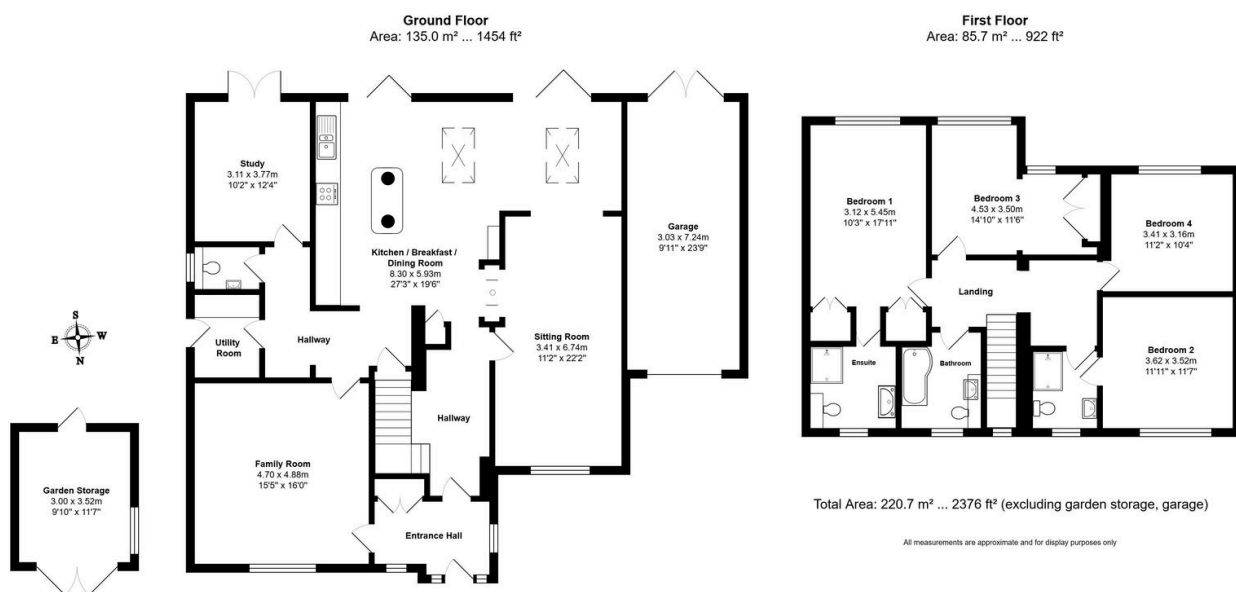 Ground Floor
Area: 135.0 m² ... 1454 ft²
First Floor
Area: 85.7 m² ... 922 ft²
Study
3.11 x 3.77m
10'2" x 12'4"
Kitchen / Breakfast /
Dining Room
8.30 x 5.93m
27'3" x 19'6"
Garage
3.03 x 7.24m
9'11" x 23'9"
Utility
Room
Hallway
Sitting Room
3.41 x 6.74m
11'2" x 22'2"
Hallway
Family Room
4.70 x 4.88m
15'5" x 16'0"
Entrance Hall
S
E
W
N
Garden Storage
3.00 x 3.52m
9'10" x 11'7"
Bedroom 1
3.12 x 5.45m
10'3" x 17'11"
Bedroom 3
4.53 x 3.50m
14'10" x 11'6"
Bedroom 4
3.41 x 3.16m
11'2" x 10'4"
Landing
Ensuite
Bathroom
Bedroom 2
3.62 x 3.52m
11'11" x 11'7"
Total Area: 220.7 m² ... 2376 ft² (excluding garden storage, garage)
All measurements are approximate and for display purposes only